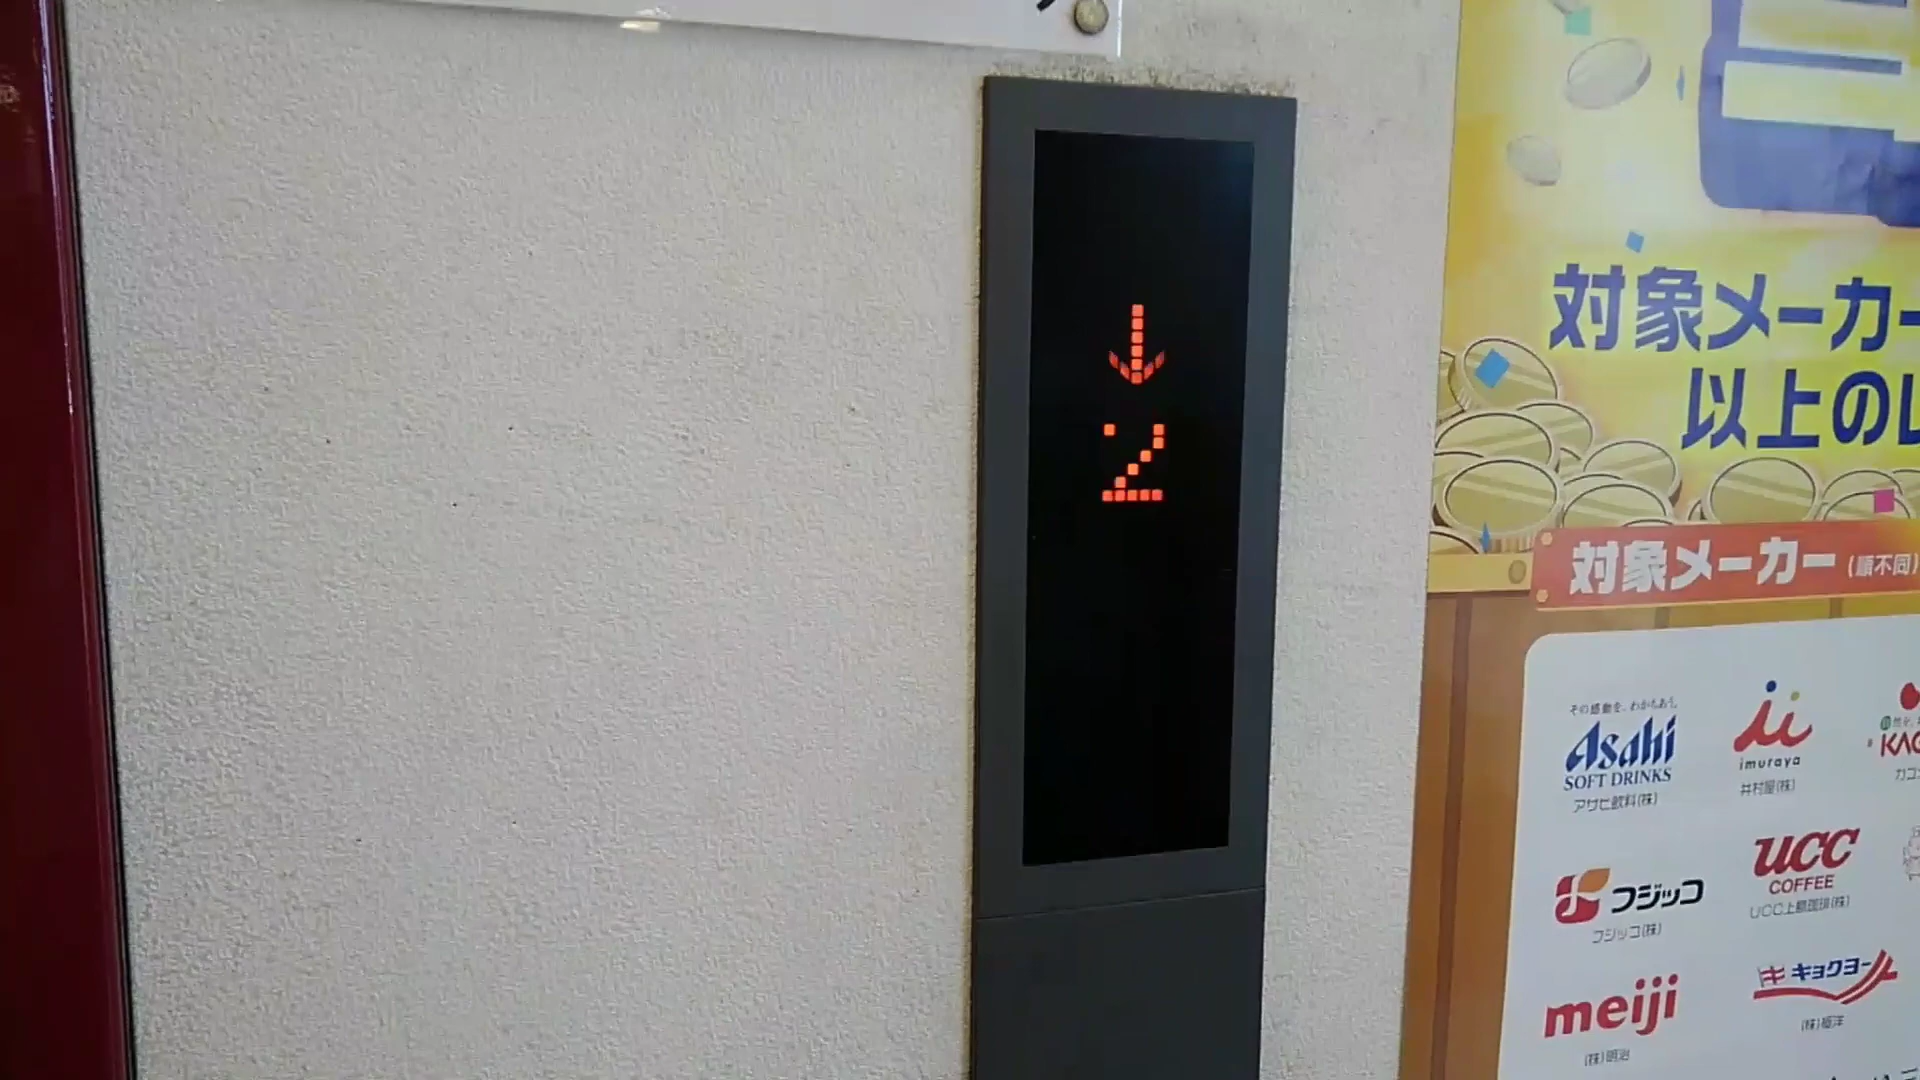 ↓
2
対象メーカー
以上のレ
対象メーカー(順不同)
その感動を、わかちあう。
Asahi
SOFT DRINKS
アサヒ飲料(株)
imuraya
井村屋(株)
KAG
フジッコ
フジッコ(株)
UCC
COFFEE
UCC上島珈琲(株)
meiji
(株)明治
キョクヨー
(株)極洋